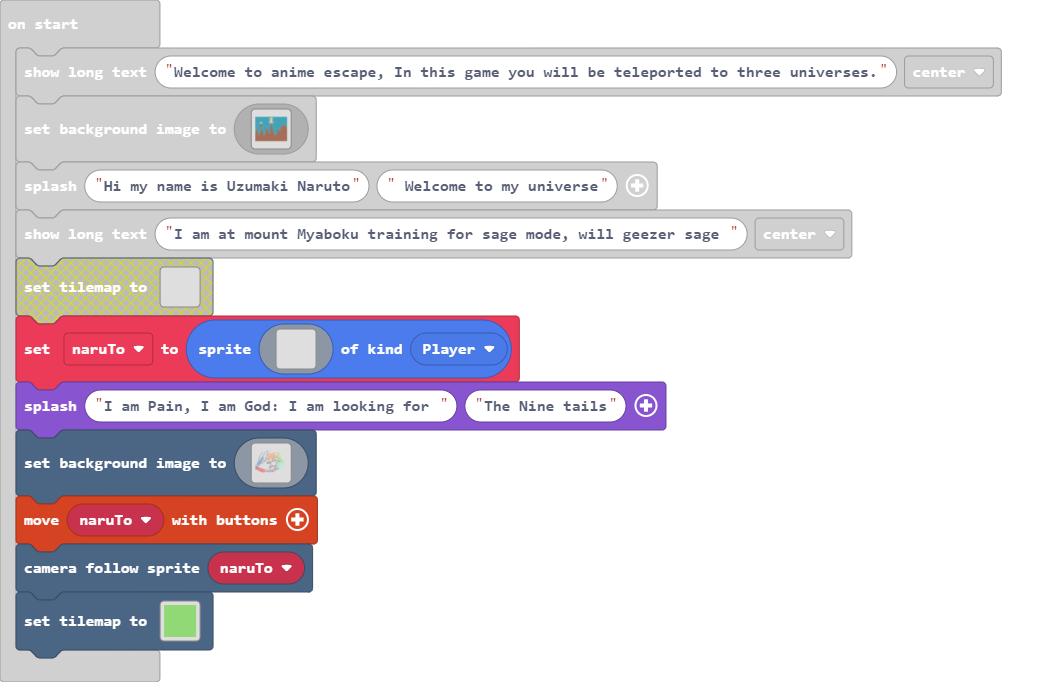 on start
show long text "Welcome to anime escape, In this game you will be teleported to three universes." center
set background image to
splash "Hi my name is Uzumaki Naruto" " Welcome to my universe"
show long text "I am at mount Myaboku training for sage mode, will geezer sage " center
set tilemap to
set naruTo to sprite of kind Player
splash "I am Pain, I am God: I am looking for " "The Nine tails"
set background image to
move naruTo with buttons
camera follow sprite naruTo
set tilemap to